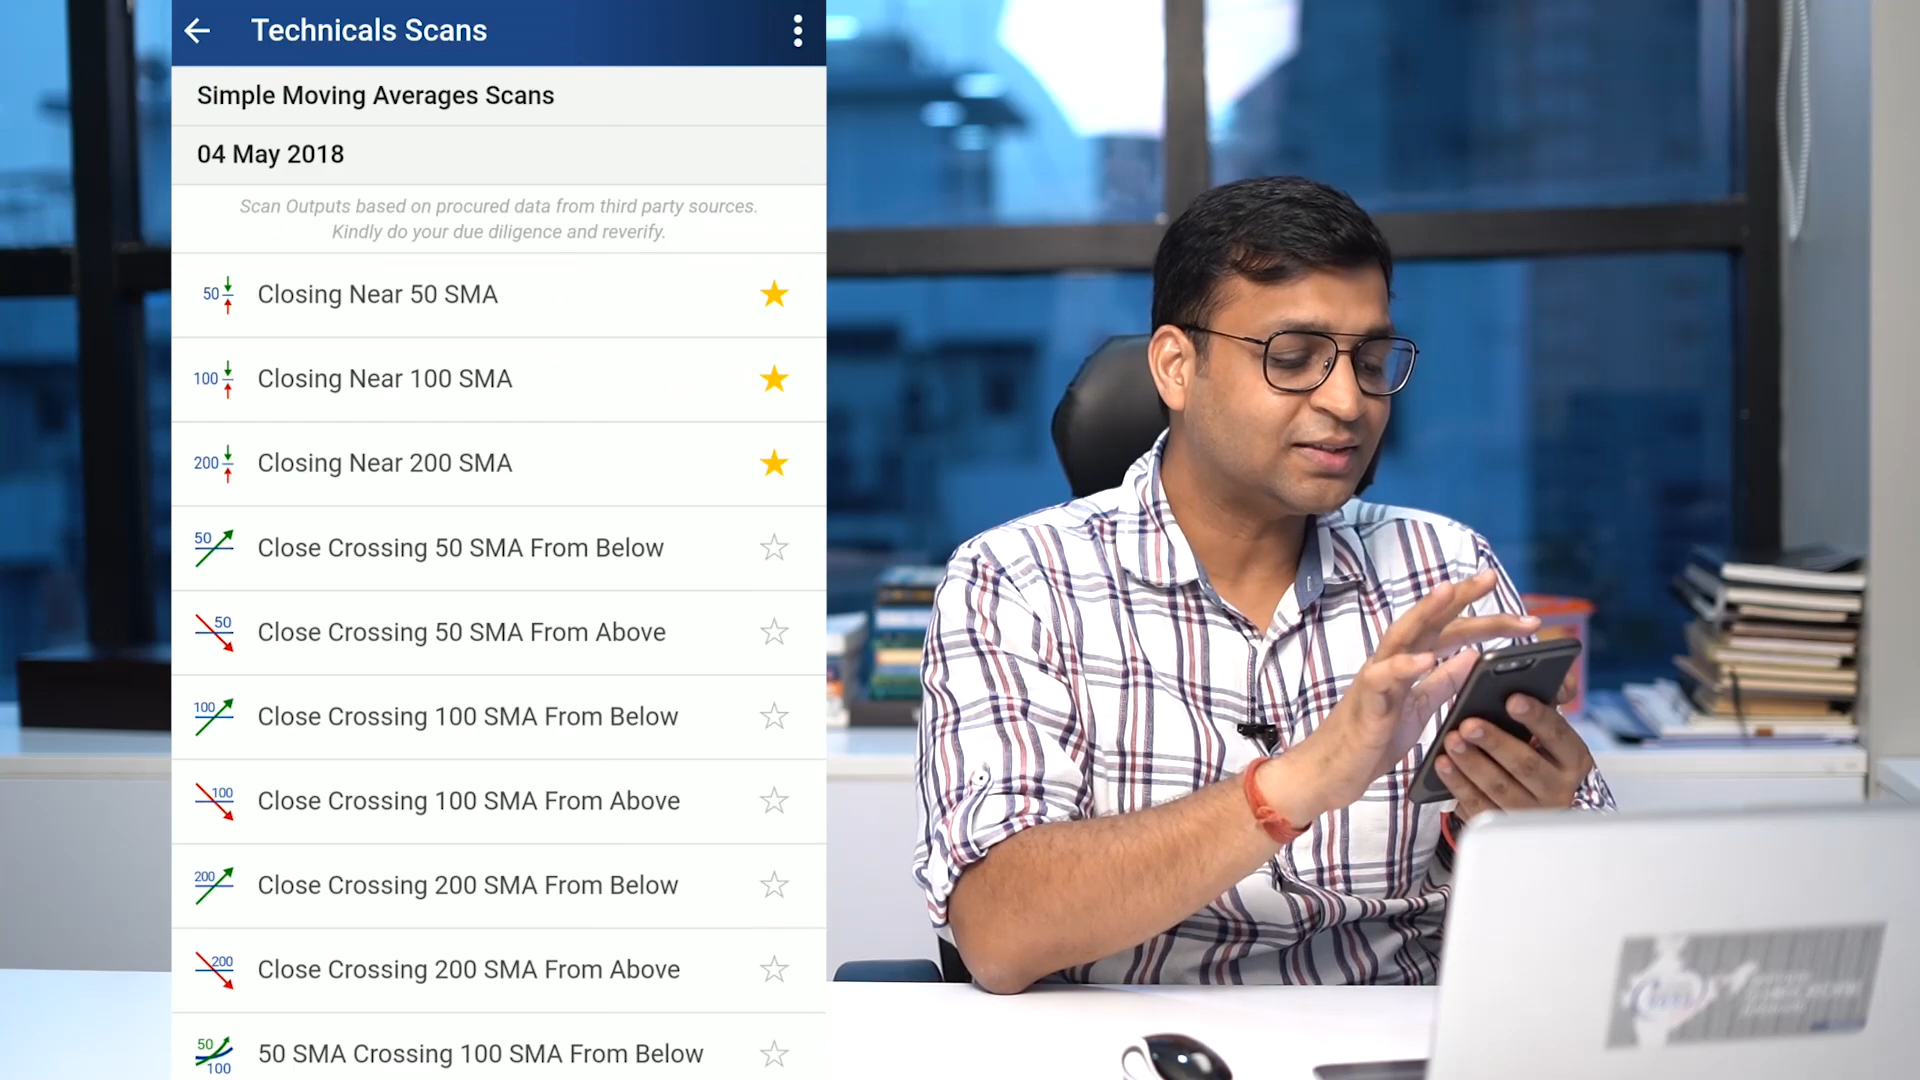 Technicals Scans
Simple Moving Averages Scans
04 May 2018
Scan Outputs based on procured data from third party sources.
Kindly do your due diligence and reverify.
50 Closing Near 50 SMA
100 Closing Near 100 SMA
200 Closing Near 200 SMA
50 Close Crossing 50 SMA From Below
50 Close Crossing 50 SMA From Above
100 Close Crossing 100 SMA From Below
100 Close Crossing 100 SMA From Above
200 Close Crossing 200 SMA From Below
200 Close Crossing 200 SMA From Above
50 100 50 SMA Crossing 100 SMA From Below